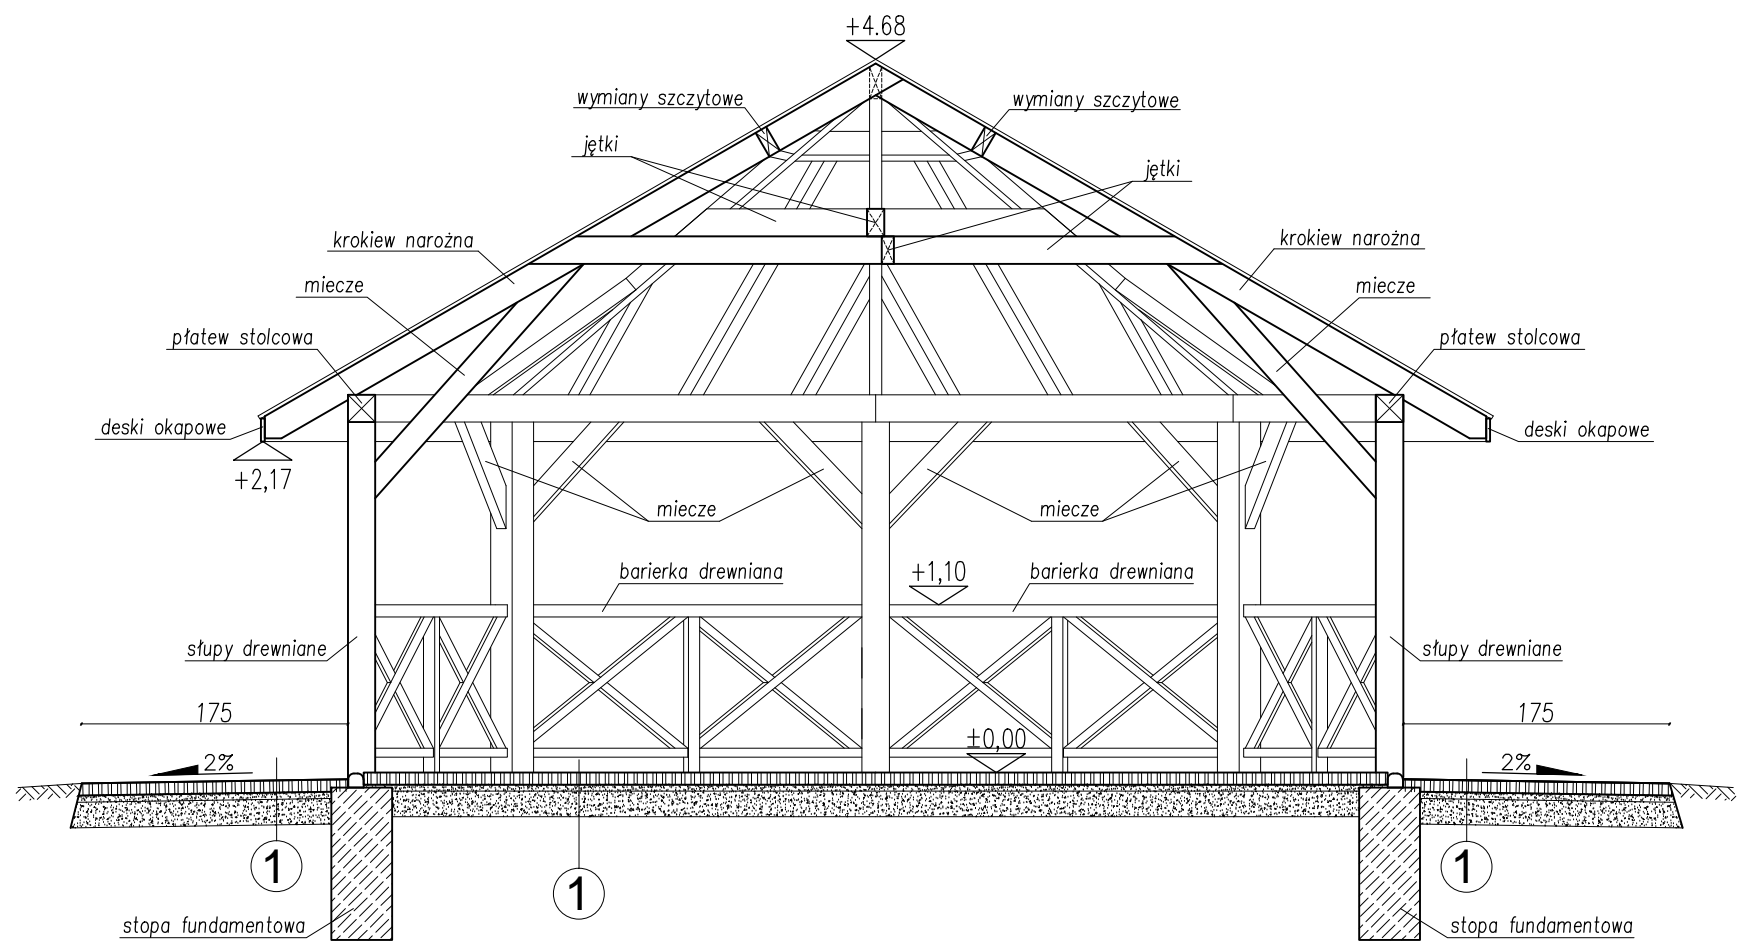 +4.68
wymiany szczytowe
wymiany szczytowe
jętki
jętki
krokiew narożna
krokiew narożna
miecze
miecze
płatew stolcowa
płatew stolcowa
deski okapowe
deski okapowe
+2,17
miecze
miecze
barierka drewniana
+1,10
barierka drewniana
słupy drewniane
słupy drewniane
175
175
±0,00
2%
2%
1
1
1
stopa fundamentowa
stopa fundamentowa